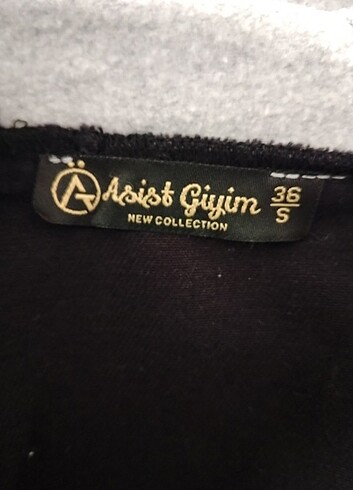 Asist Giyim
NEW COLLECTION
36
S